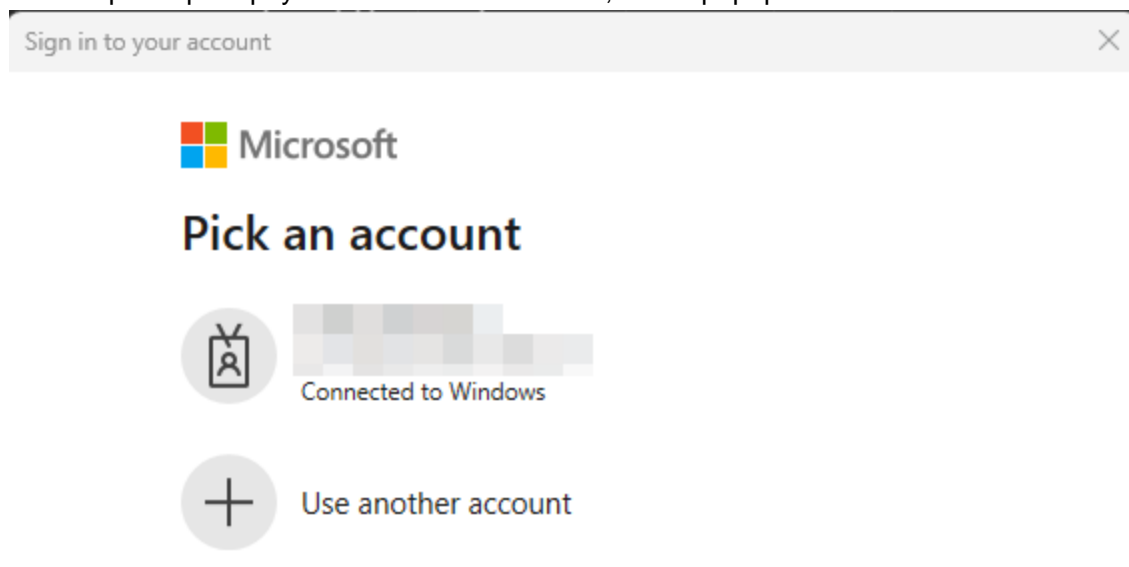 Sign in to your account
Microsoft
Pick an account
Connected to Windows
Use another account